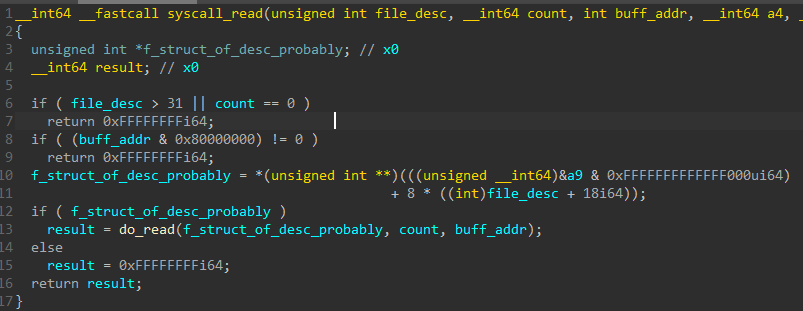 1 __int64 __fastcall syscall_read(unsigned int file_desc, __int64 count, int buff_addr, __int64 a4,
2 {
3 unsigned int *f_struct_of_desc_probably; // x0
4 __int64 result; // x0
5
6 if ( file_desc > 31 || count == 0 )
7 return 0xFFFFFFFFi64;
8 if ( (buff_addr & 0x80000000) != 0 )
9 return 0xFFFFFFFFi64;
10 f_struct_of_desc_probably = *(unsigned int **)(((unsigned __int64)&a9 & 0xFFFFFFFFFFFFF000ui64)
11 + 8 * ((int)file_desc + 18i64));
12 if ( f_struct_of_desc_probably )
13 result = do_read(f_struct_of_desc_probably, count, buff_addr);
14 else
15 result = 0xFFFFFFFFi64;
16 return result;
17 }